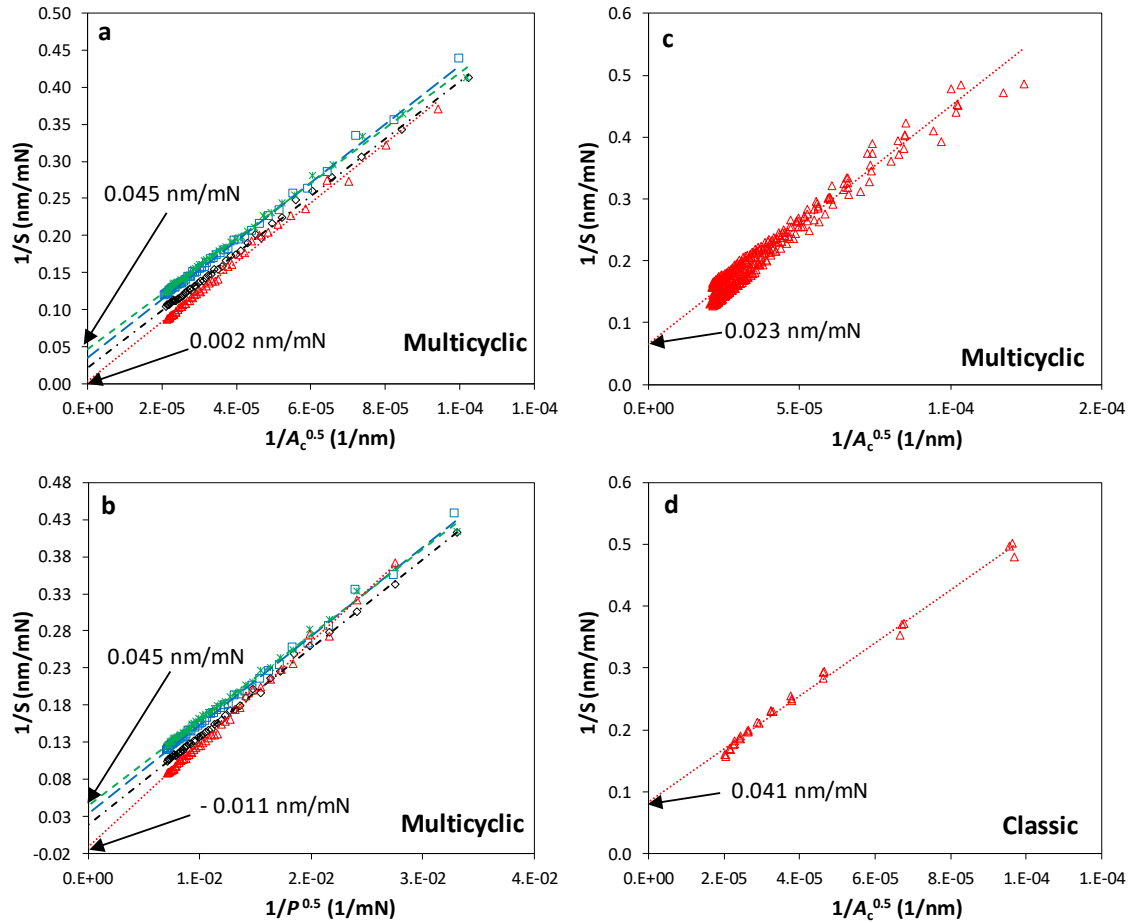 a
1/S (nm/mN)
0.50
0.45
0.40
0.35
0.30
0.25
0.20
0.15
0.10
0.05
0.00
0.045 nm/mN
0.002 nm/mN
Multicyclic
0.E+00
2.E-05
4.E-05
6.E-05
8.E-05
1.E-04
1.E-04
1/Ac^0.5 (1/nm)
c
1/S (nm/mN)
0.6
0.5
0.4
0.3
0.2
0.1
0.0
0.023 nm/mN
Multicyclic
0.E+00
5.E-05
1.E-04
2.E-04
1/Ac^0.5 (1/nm)
b
1/S (nm/mN)
0.48
0.43
0.38
0.33
0.28
0.23
0.18
0.13
0.08
0.03
-0.02
0.045 nm/mN
- 0.011 nm/mN
Multicyclic
0.E+00
1.E-02
2.E-02
3.E-02
4.E-02
1/P^0.5 (1/mN)
d
1/S (nm/mN)
0.6
0.5
0.4
0.3
0.2
0.1
0.0
0.041 nm/mN
Classic
0.E+00
2.E-05
4.E-05
6.E-05
8.E-05
1.E-04
1.E-04
1/Ac^0.5 (1/nm)